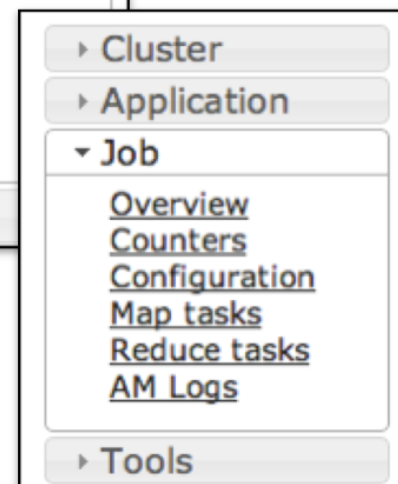 Cluster
Application
Job
Overview
Counters
Configuration
Map tasks
Reduce tasks
AM Logs
Tools